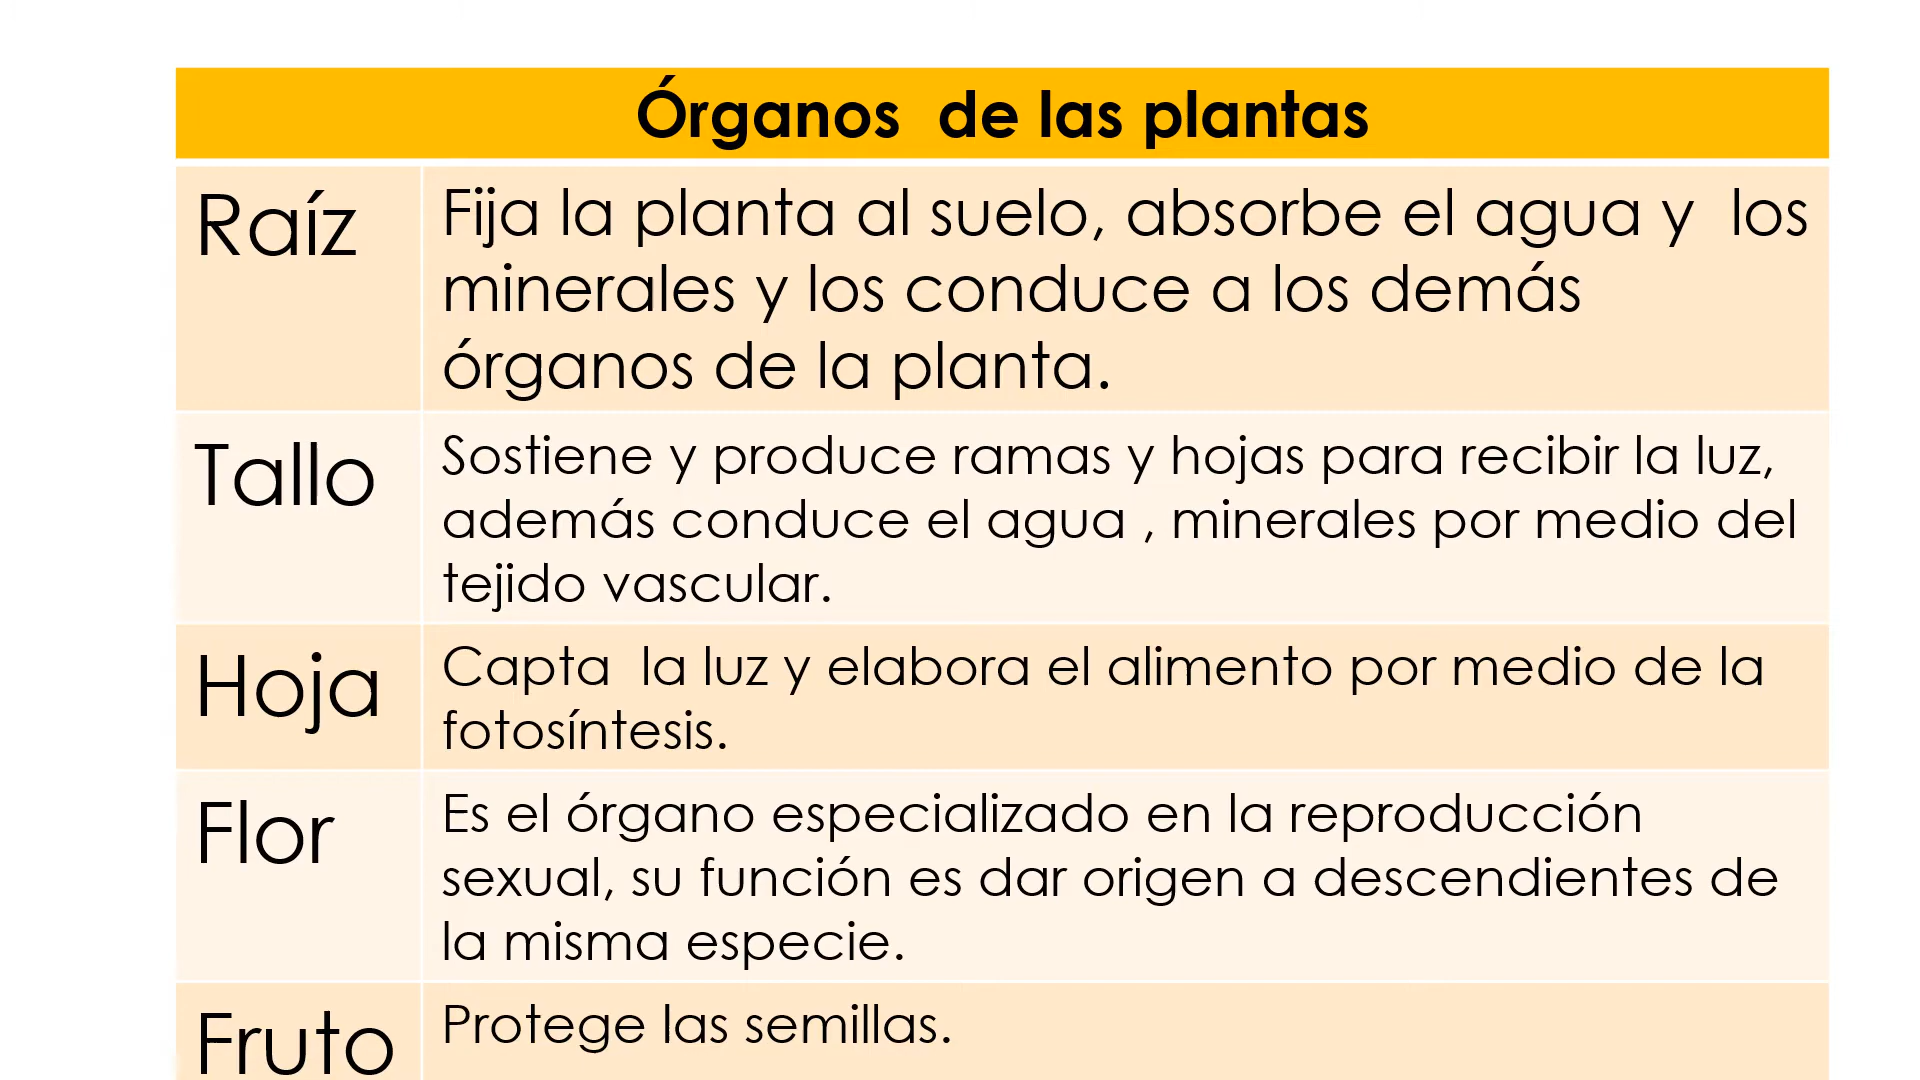 Órganos de las plantas
Raíz
Fija la planta al suelo, absorbe el agua y los
minerales y los conduce a los demás
órganos de la planta.
Tallo
Sostiene y produce ramas y hojas para recibir la luz,
además conduce el agua , minerales por medio del
tejido vascular.
Hoja
Capta la luz y elabora el alimento por medio de la
fotosíntesis.
Flor
Es el órgano especializado en la reproducción
sexual, su función es dar origen a descendientes de
la misma especie.
Fruto
Protege las semillas.